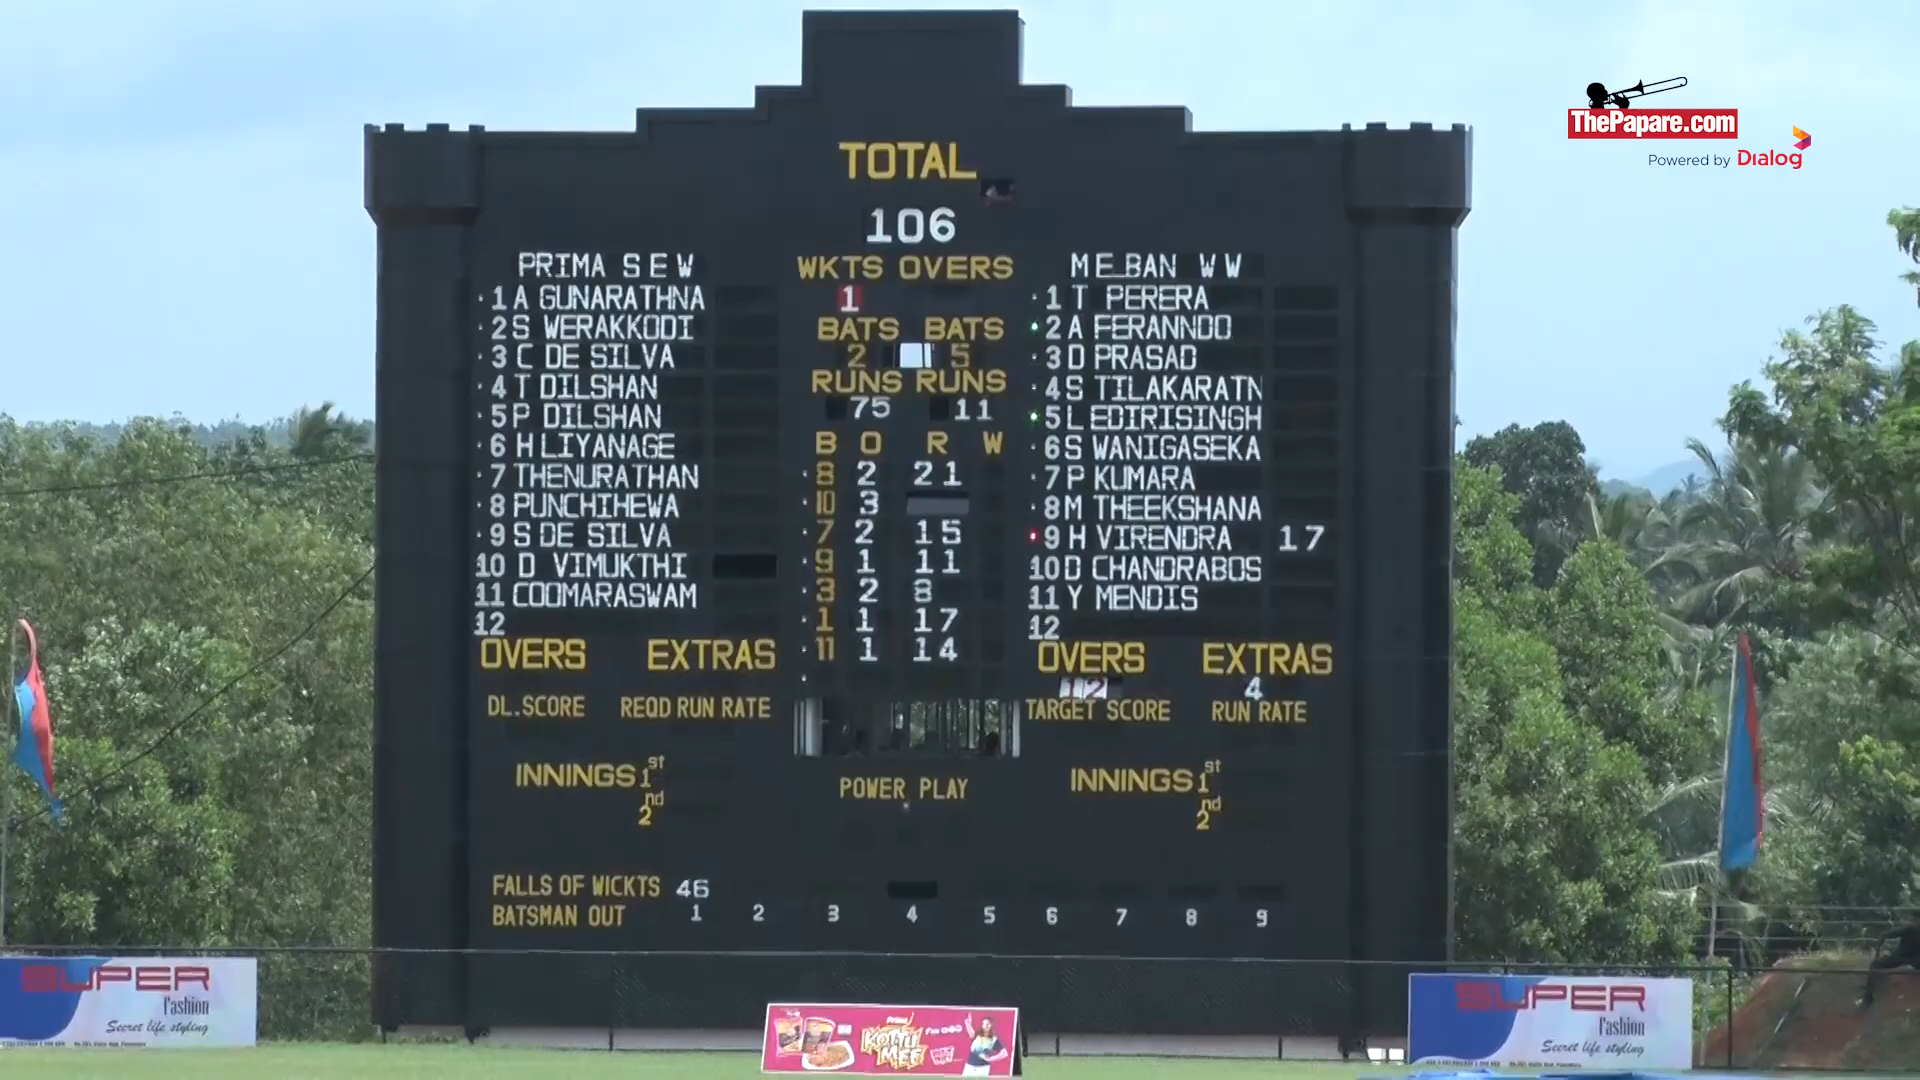 ThePapare.com
Powered by Dialog
TOTAL
106
PRIMA S E W
WKTS OVERS
M E BAN W W
1 A GUNARATHNA
2 S WERAKKODI
3 C DE SILVA
4 T DILSHAN
5 P DILSHAN
6 H LIYANAGE
7 THENURATHAN
8 PUNCHIHEWA
9 S DE SILVA
10 D VIMUKTHI
11 COOMARASWAM
12
1
BATS BATS
2 5
RUNS RUNS
75 11
B O R W
8 2 21
10 3
7 2 15
9 1 11
3 2 8
1 1 17
11 1 14
1 T PERERA
2 A FERANNDO
3 D PRASAD
4 S TILAKARATN
5 L EDIRISINGH
6 S WANIGASEKA
7 P KUMARA
8 M THEEKSHANA
9 H VIRENDRA 17
10 D CHANDRABOS
11 Y MENDIS
12
OVERS EXTRAS
OVERS EXTRAS
12 4
DL.SCORE REQD RUN RATE
TARGET SCORE RUN RATE
INNINGS 1st
2nd
POWER PLAY
INNINGS 1st
2nd
FALLS OF WICKTS 46
BATSMAN OUT 1 2 3 4 5 6 7 8 9
SUPER
fashion
Secret life styling
Prima
KOTTU
MEE
SUPER
fashion
Secret life styling